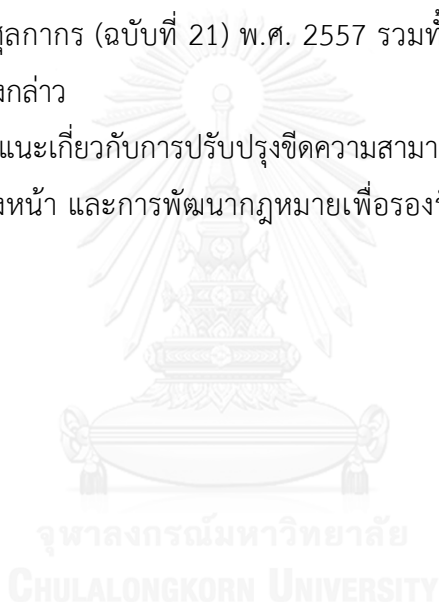 ศุลกากร (ฉบับที่ 21) พ.ศ. 2557 รวมทั้
งกล่าว
แนะเกี่ยวกับการปรับปรุงขีดความสามา
งหน้า และการพัฒนากฎหมายเพื่อรองรั
จุฬาลงกรณ์มหาวิทยาลัย
CHULALONGKORN UNIVERSITY